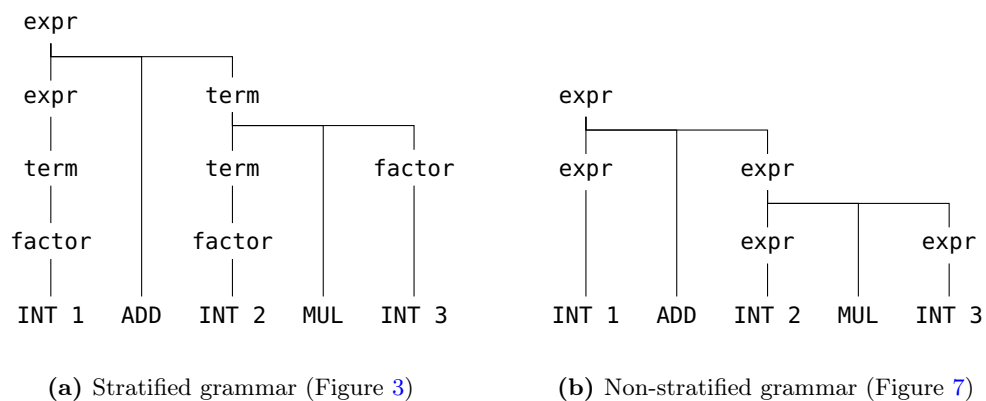 expr
expr term expr
term term factor expr expr
factor factor expr expr
INT 1 ADD INT 2 MUL INT 3 INT 1 ADD INT 2 MUL INT 3
(a) Stratified grammar (Figure 3) (b) Non-stratified grammar (Figure 7)